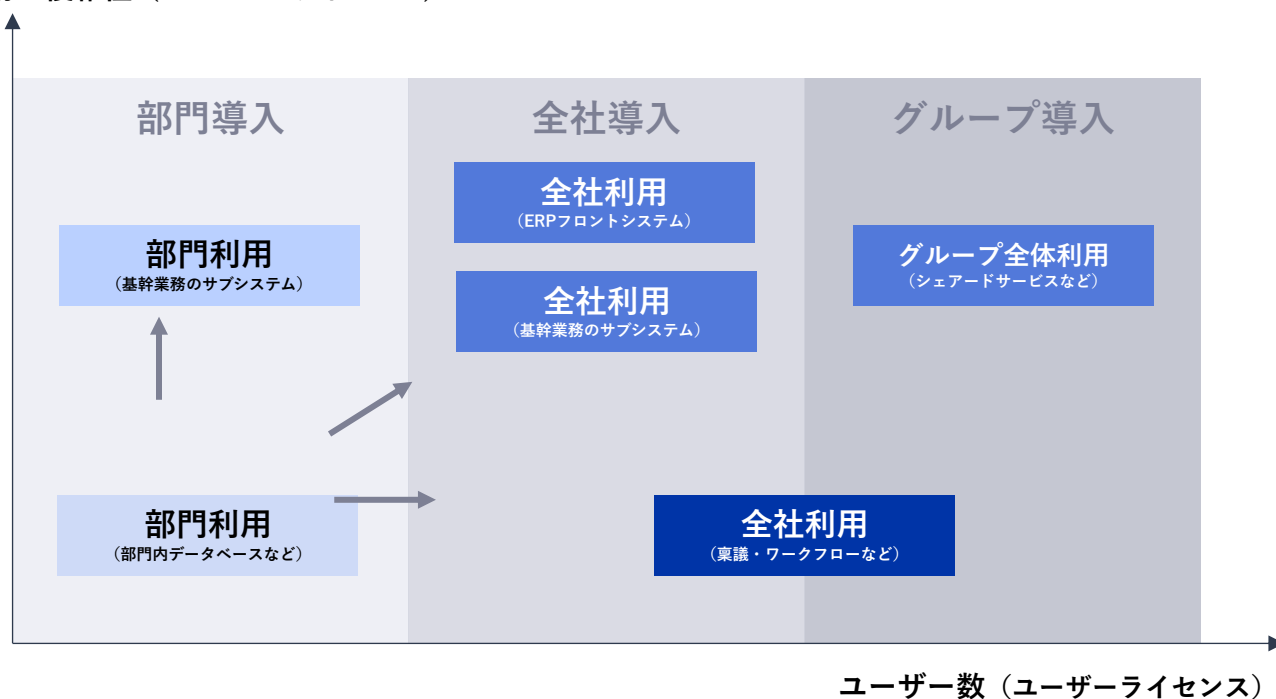 部門導入
全社導入
グループ導入
全社利用
(ERPフロントシステム)
部門利用
(基幹業務のサブシステム)
グループ全体利用
(シェアードサービスなど)
全社利用
(基幹業務のサブシステム)
部門利用
(部門内データベースなど)
全社利用
(稟議・ワークフローなど)
ユーザー数(ユーザーライセンス)